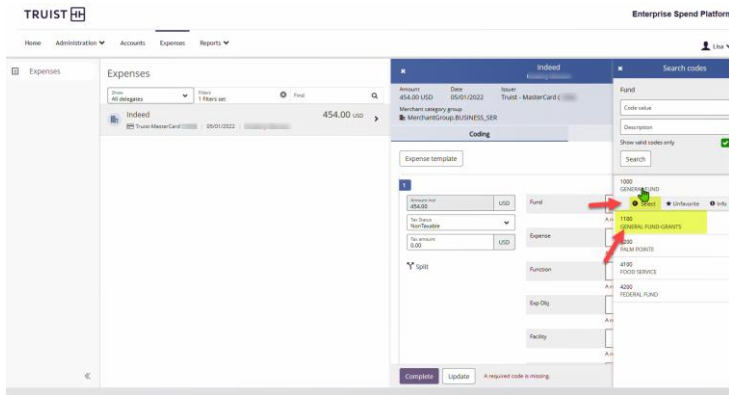 TRUIST
Enterprise Spend Platform
Home Administration Accounts Expenses Reports
Lisa
Expenses
Expenses
Show
All delegates
Filters
1 filters set
Find
Indeed
454.00 USD
Truist-MasterCard
05/01/2022
Indeed
Amount
454.00 USD
Date
05/01/2022
Issuer
Truist - MasterCard (
Merchant category group
MerchantGroup.BUSINESS_SER
Coding
Expense template
1
Amount incl
454.00
USD
Tax Status
NonTaxable
Tax amount
0.00
USD
Split
Fund
Expense
Function
Exp Obj
Facility
Complete
Update
A required code is missing.
Search codes
Fund
Code value
Description
Show valid codes only
Search
1000
GENERAL FUND
Select Unfavorite Info
1100
GENERAL FUND-GRANTS
PALM POINTE
4100
FOOD SERVICE
4200
FEDERAL FUND